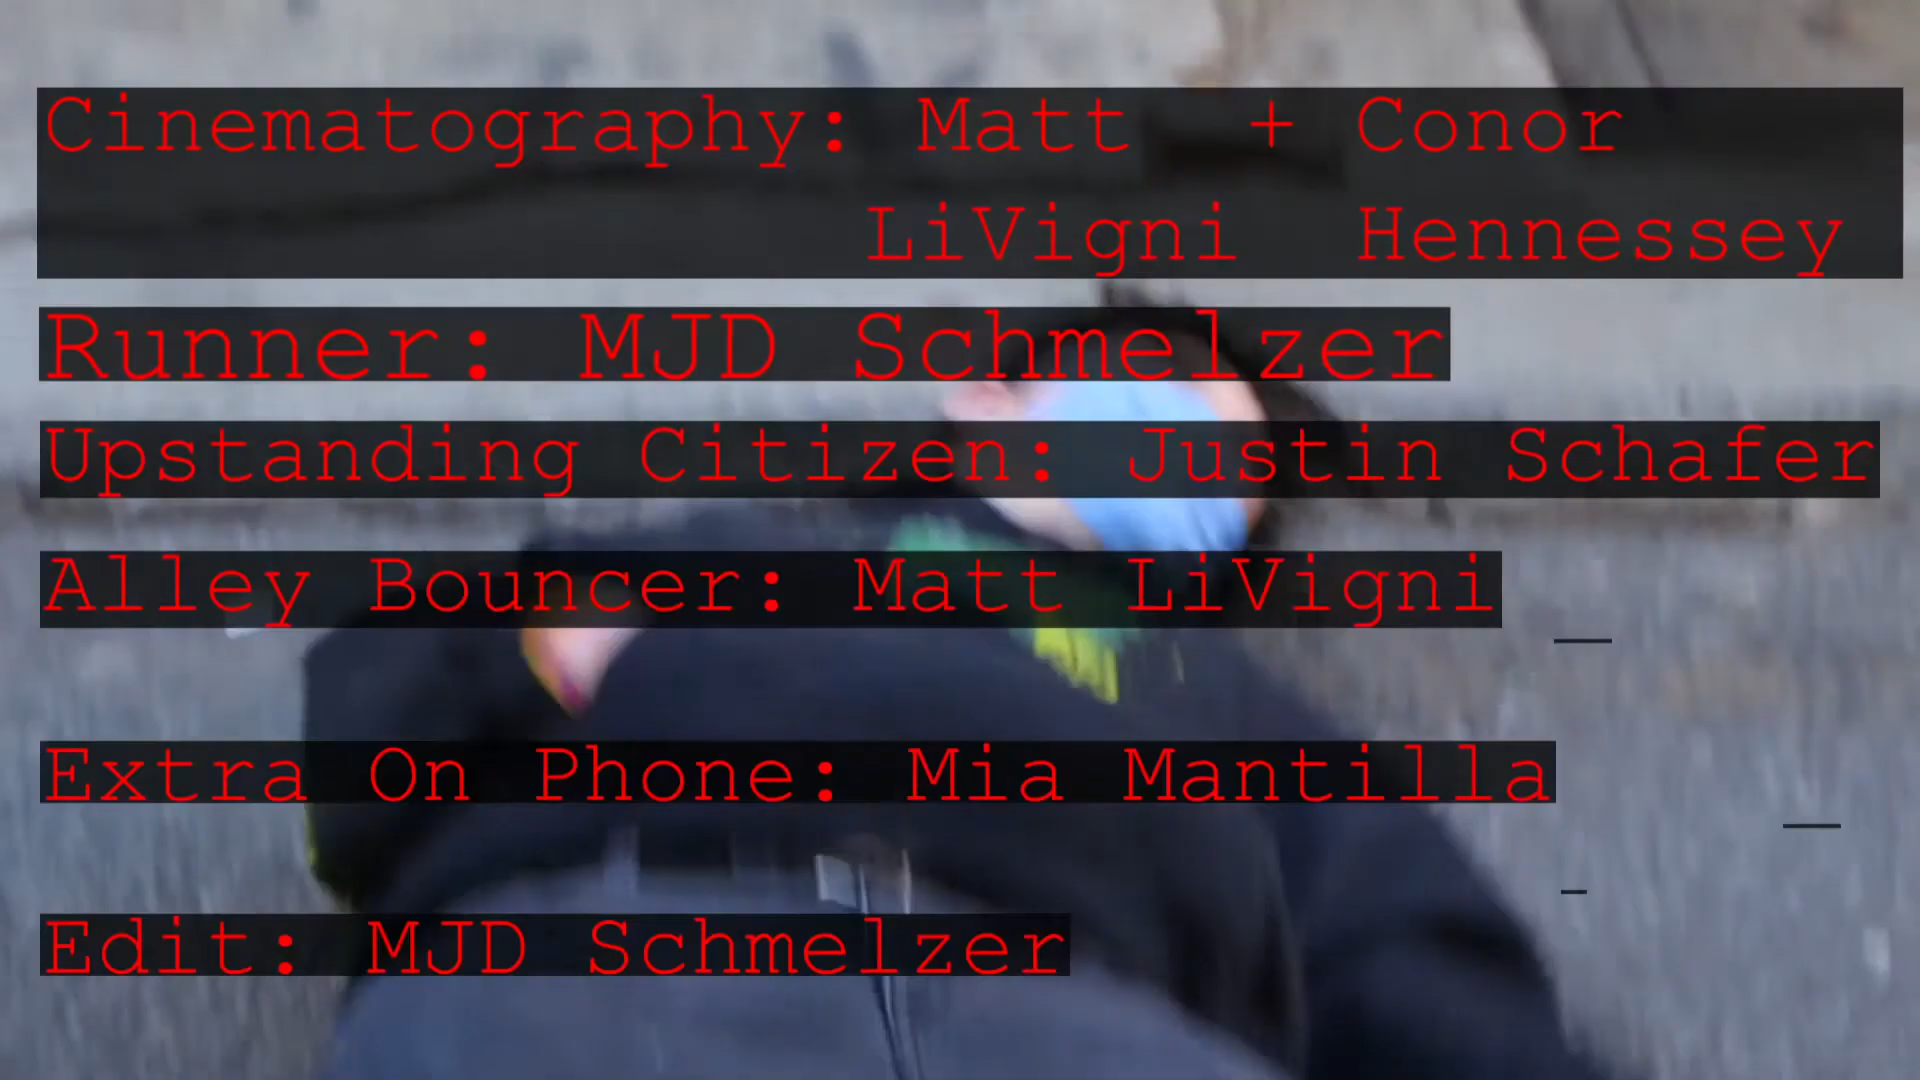 Cinematography: Matt + Conor
LiVigni Hennessey
Runner: MJD Schmelzer
Upstanding Citizen: Justin Schafer
Alley Bouncer: Matt LiVigni
Extra On Phone: Mia Mantilla
Edit: MJD Schmelzer